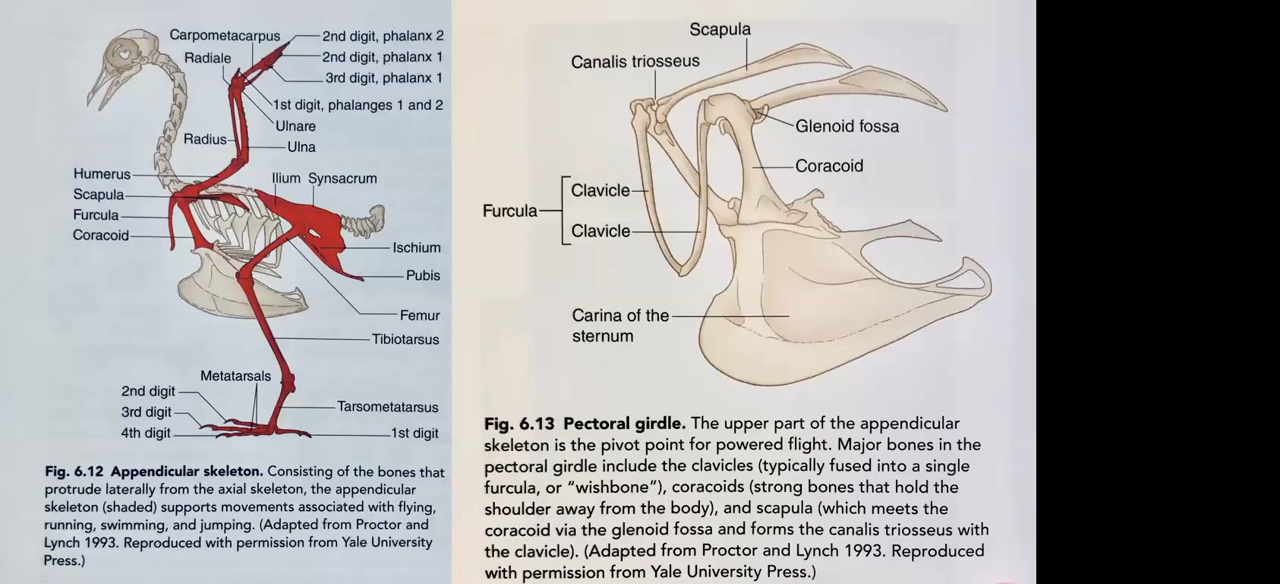 Carpometacarpus
2nd digit, phalanx 2
Radiale
2nd digit, phalanx 1
3rd digit, phalanx 1
1st digit, phalanges 1 and 2
Ulnare
Radius
Ulna
Humerus
Ilium Synsacrum
Scapula
Furcula
Coracoid
Ischium
Pubis
Femur
Tibiotarsus
Metatarsals
2nd digit
3rd digit
Tarsometatarsus
4th digit
1st digit
Fig. 6.12 Appendicular skeleton. Consisting of the bones that
protrude laterally from the axial skeleton, the appendicular
skeleton (shaded) supports movements associated with flying,
running, swimming, and jumping. (Adapted from Proctor and
Lynch 1993. Reproduced with permission from Yale University
Press.)
Scapula
Canalis triosseus
Glenoid fossa
Coracoid
Clavicle
Furcula
Clavicle
Carina of the
sternum
Fig. 6.13 Pectoral girdle. The upper part of the appendicular
skeleton is the pivot point for powered flight. Major bones in the
pectoral girdle include the clavicles (typically fused into a single
furcula, or “wishbone”), coracoids (strong bones that hold the
shoulder away from the body), and scapula (which meets the
coracoid via the glenoid fossa and forms the canalis triosseus with
the clavicle). (Adapted from Proctor and Lynch 1993. Reproduced
with permission from Yale University Press.)